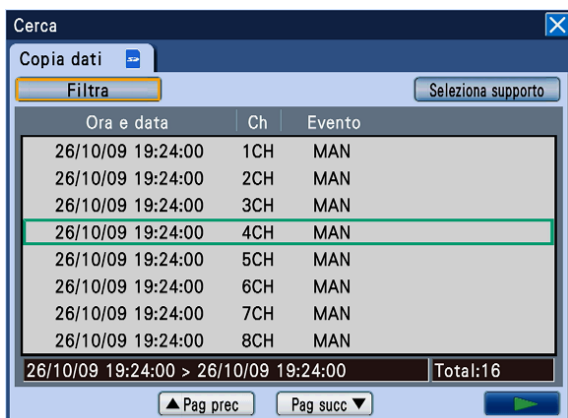 Cerca
Copia dati SD
Filtra Seleziona supporto
Ora e data Ch Evento
26/10/09 19:24:00 1CH MAN
26/10/09 19:24:00 2CH MAN
26/10/09 19:24:00 3CH MAN
26/10/09 19:24:00 4CH MAN
26/10/09 19:24:00 5CH MAN
26/10/09 19:24:00 6CH MAN
26/10/09 19:24:00 7CH MAN
26/10/09 19:24:00 8CH MAN
26/10/09 19:24:00 > 26/10/09 19:24:00 Total:16
▲ Pag prec Pag succ ▼